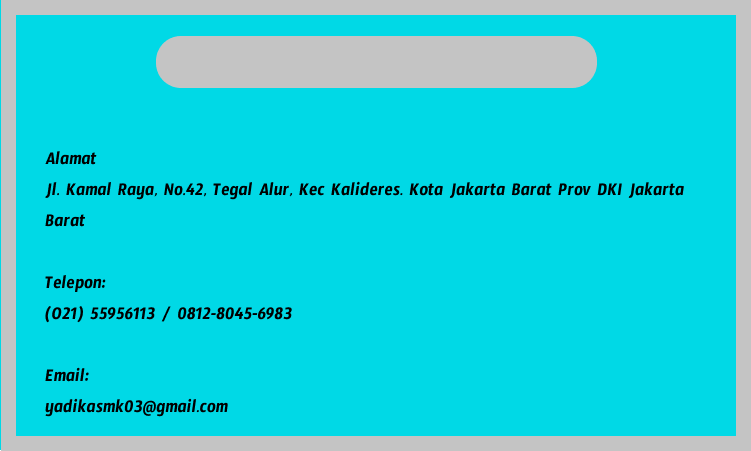 Alamat
Jl. Kamal Raya, No.42, Tegal Alur, Kec Kalideres. Kota Jakarta Barat Prov DKI Jakarta
Barat
Telepon:
(021) 55956113 / 0812-8045-6983
Email:
yadikasmk03@gmail.com